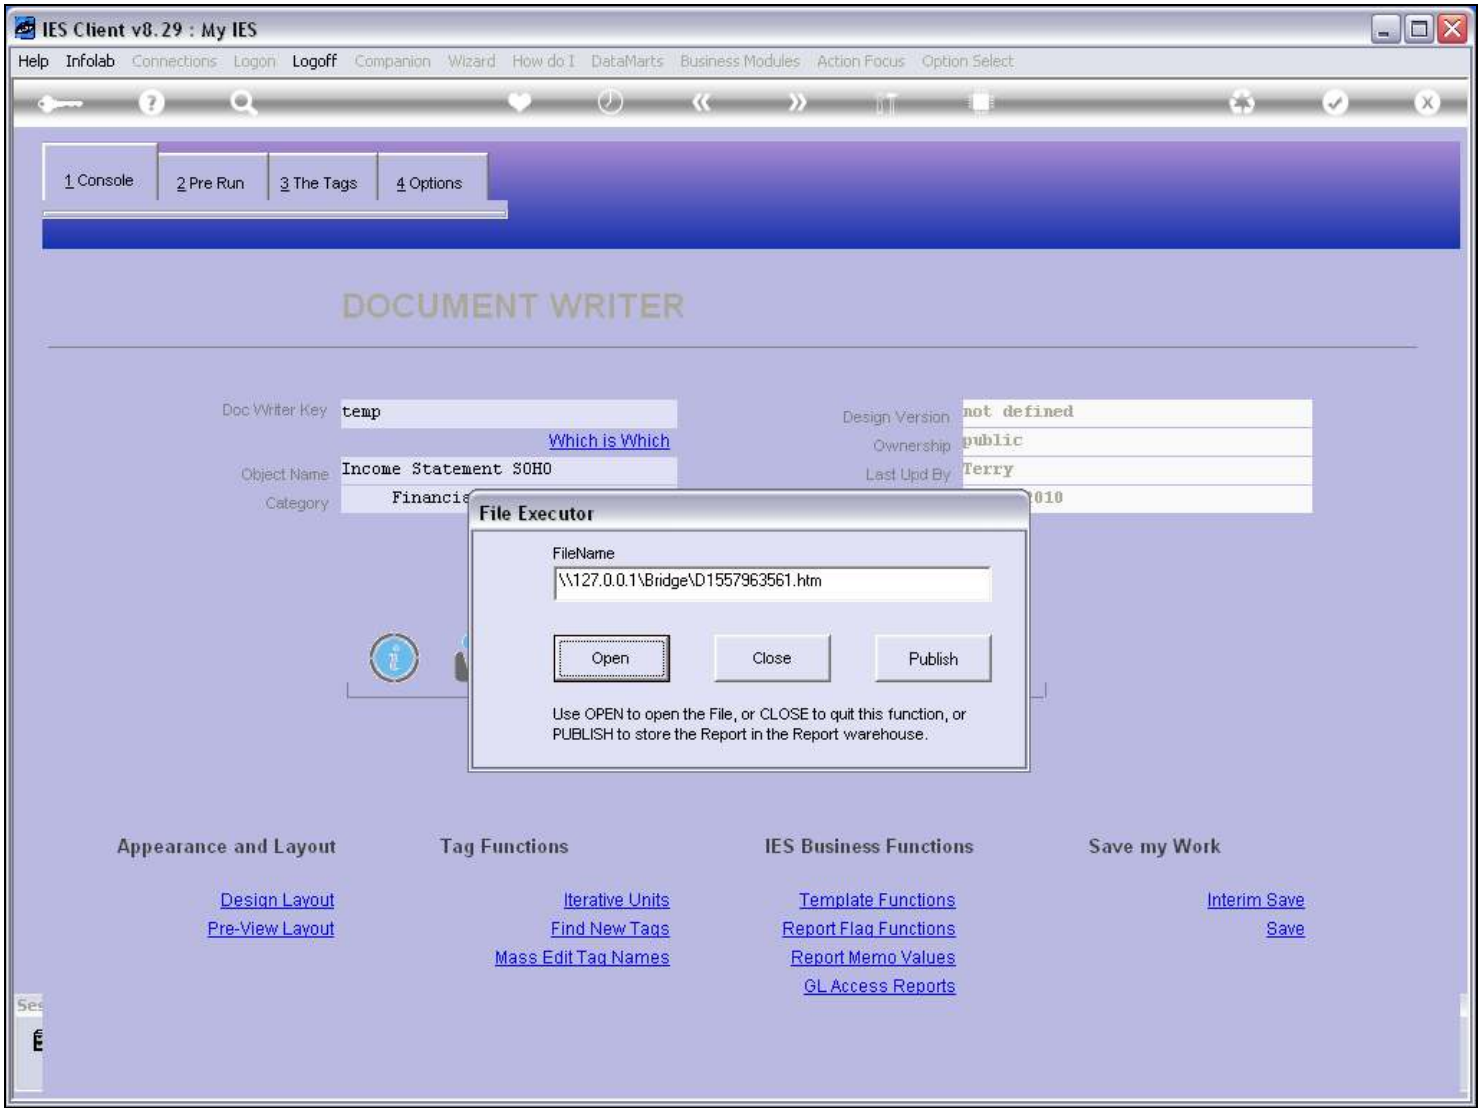 IES Client v8.29 : My IES
Help Infolab Connections Logon Logoff Companion Wizard How do I DataMarts Business Modules Action Focus Option Select
1 Console 2 Pre Run 3 The Tags 4 Options
DOCUMENT WRITER
Doc Writer Key temp
Design Version not defined
Which is Which
Ownership public
Object Name Income Statement SOHO
Last Upd By Terry
Category
File Executor
FileName
\\127.0.0.1\Bridge\D1557963561.htm
Open Close Publish
Use OPEN to open the File, or CLOSE to quit this function, or
PUBLISH to store the Report in the Report warehouse.
Appearance and Layout Tag Functions IES Business Functions Save my Work
Design Layout Iterative Units Template Functions Interim Save
Pre-View Layout Find New Tags Report Flag Functions Save
Mass Edit Tag Names Report Memo Values
GL Access Reports